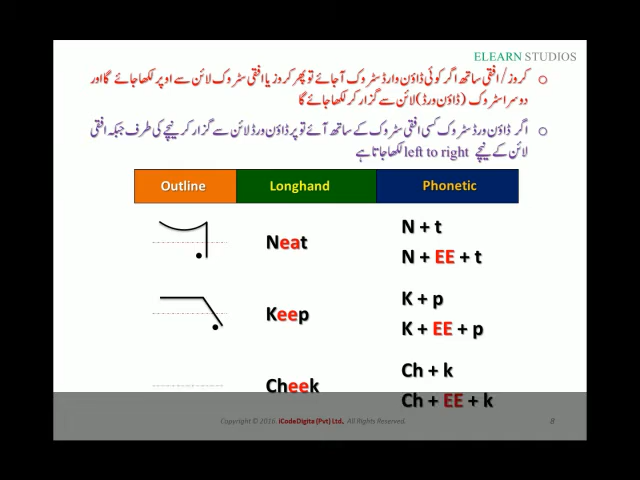 ELEARN STUDIOS
کروز / افقی ساتھ اگر کوئی ڈاؤن وارڈ سٹروک آجائے تو پھر کروز یا افقی سٹروک لائن سے اوپر لکھا جائے گا اور
دوسرا سٹروک (ڈاؤن ورڈ) لائن سے گزار کر لکھا جائے گا
اگر ڈاؤن ورڈ سٹروک کسی افقی سٹروک کے ساتھ آئے تو پر ڈاؤن ورڈ لائن سے گزار کر نیچے کی طرف جبکہ افقی
لائن کے نیچے left to right لکھا جاتا ہے
Outline Longhand Phonetic
N + t
Neat
N + EE + t
K + p
Keep
K + EE + p
Ch + k
Cheek
Ch + EE + k
Copyright © 2016. iCodeDigita (Pvt) Ltd,. All Rights Reserved. 8